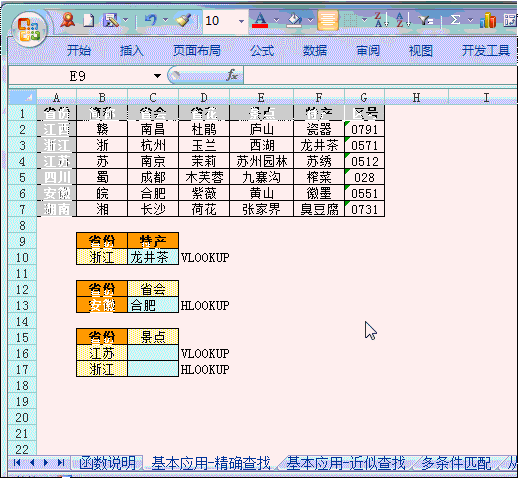 10
开始 插入 页面布局 公式 数据 审阅 视图 开发工具
E9 fx
A B C D E F G H I
1 省份 简称 省会 省花 景点 特产 区号
2 江西 赣 南昌 杜鹃 庐山 瓷器 0791
3 浙江 浙 杭州 玉兰 西湖 龙井茶 0571
4 江苏 苏 南京 茉莉 苏州园林 苏绣 0512
5 四川 蜀 成都 木芙蓉 九寨沟 榨菜 028
6 安徽 皖 合肥 紫薇 黄山 徽墨 0551
7 湖南 湘 长沙 荷花 张家界 臭豆腐 0731
8
9 省份 特产
10 浙江 龙井茶 VLOOKUP
11
12 省份 省会
13 安徽 合肥 HLOOKUP
14
15 省份 景点
16 江苏 VLOOKUP
17 浙江 HLOOKUP
18
19
20
21
22
函数说明 基本应用-精确查找 基本应用-近似查找 多条件匹配 从